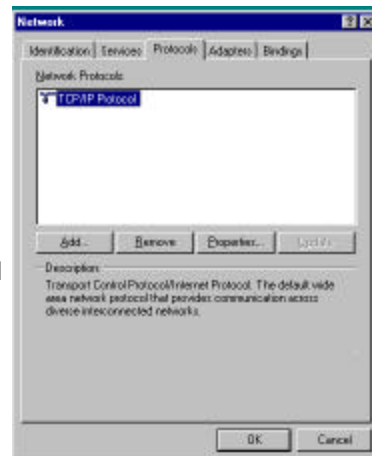 Network
Identification Services Protocols Adapters Bindings
Network Protocols:
TCP/IP Protocol
Add... Remove Properties... Update
Description:
Transport Control Protocol/Internet Protocol. The default wide
area network protocol that provides communication across
diverse interconnected networks.
OK Cancel